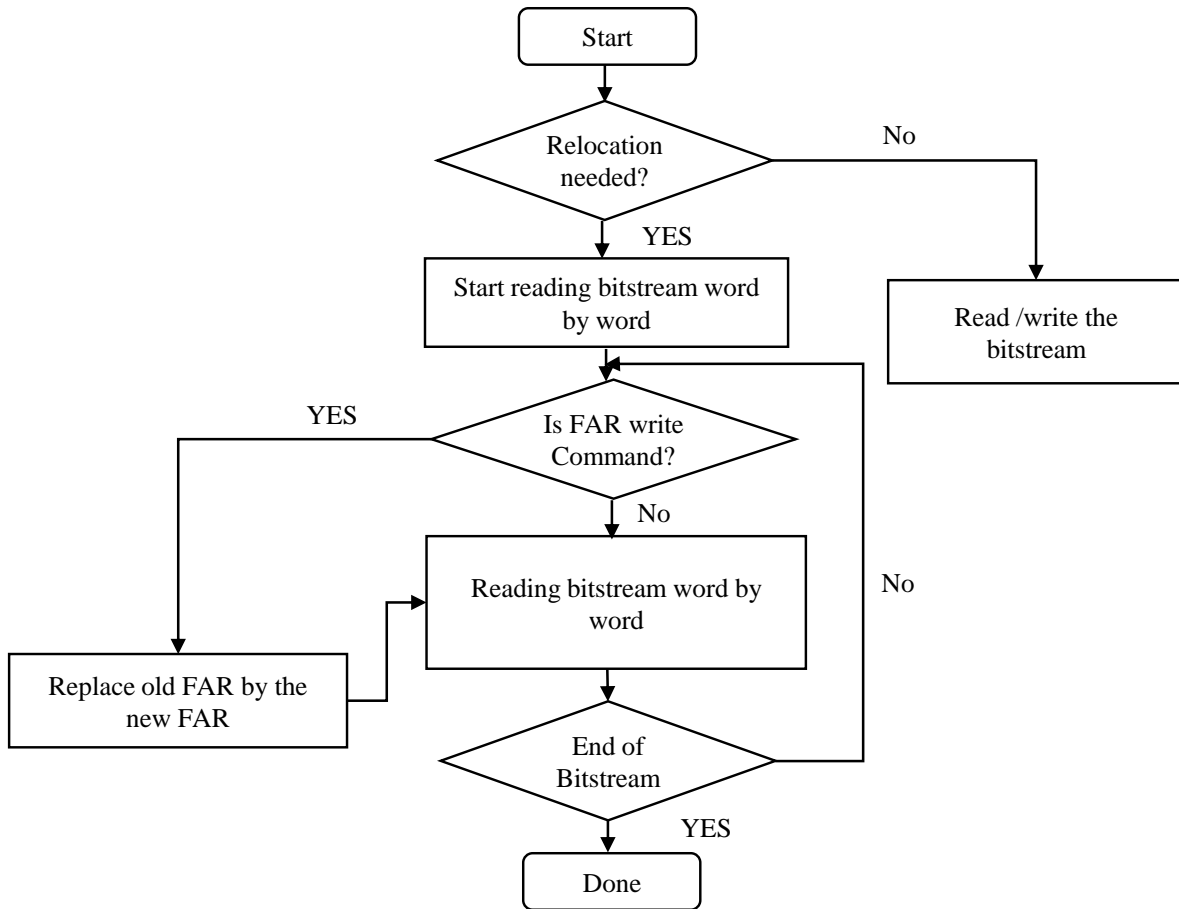 Start
Relocation
needed?
No
YES
Start reading bitstream word
by word
Read /write the
bitstream
YES
Is FAR write
Command?
No
Reading bitstream word by
word
No
Replace old FAR by the
new FAR
End of
Bitstream
YES
Done